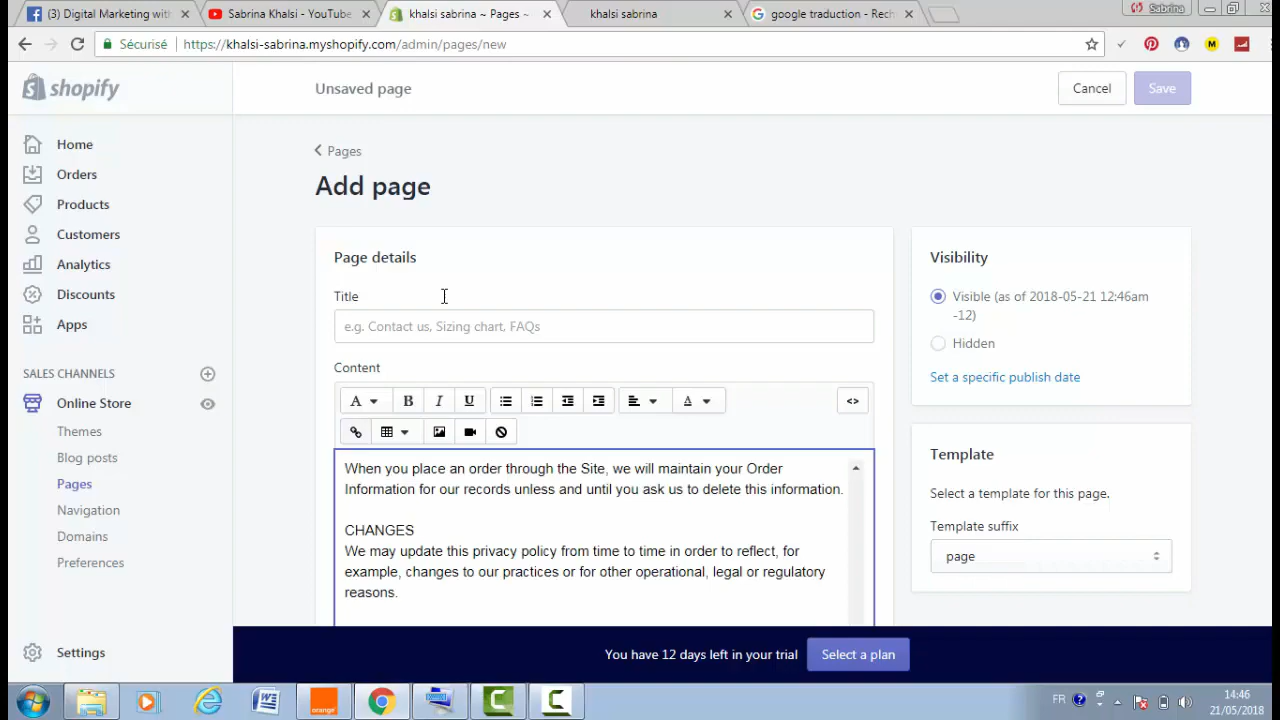 (3) Digital Marketing with
Sabrina Khalsi - YouTube
khalsi sabrina ~ Pages ~
khalsi sabrina
google traduction - Rech
Sabrina
Sécurisé
https://khalsi-sabrina.myshopify.com/admin/pages/new
M
shopify
Unsaved page
Cancel
Save
Home
Orders
Products
Customers
Analytics
Discounts
Apps
SALES CHANNELS
Online Store
Themes
Blog posts
Pages
Navigation
Domains
Preferences
Settings
Pages
Add page
Page details
Title
e.g. Contact us, Sizing chart, FAQs
Content
A
B
I
U
A
<>
When you place an order through the Site, we will maintain your Order
Information for our records unless and until you ask us to delete this information.
CHANGES
We may update this privacy policy from time to time in order to reflect, for
example, changes to our practices or for other operational, legal or regulatory
reasons.
Visibility
Visible (as of 2018-05-21 12:46am
-12)
Hidden
Set a specific publish date
Template
Select a template for this page.
Template suffix
page
You have 12 days left in your trial
Select a plan
orange
FR
14:46
21/05/2018